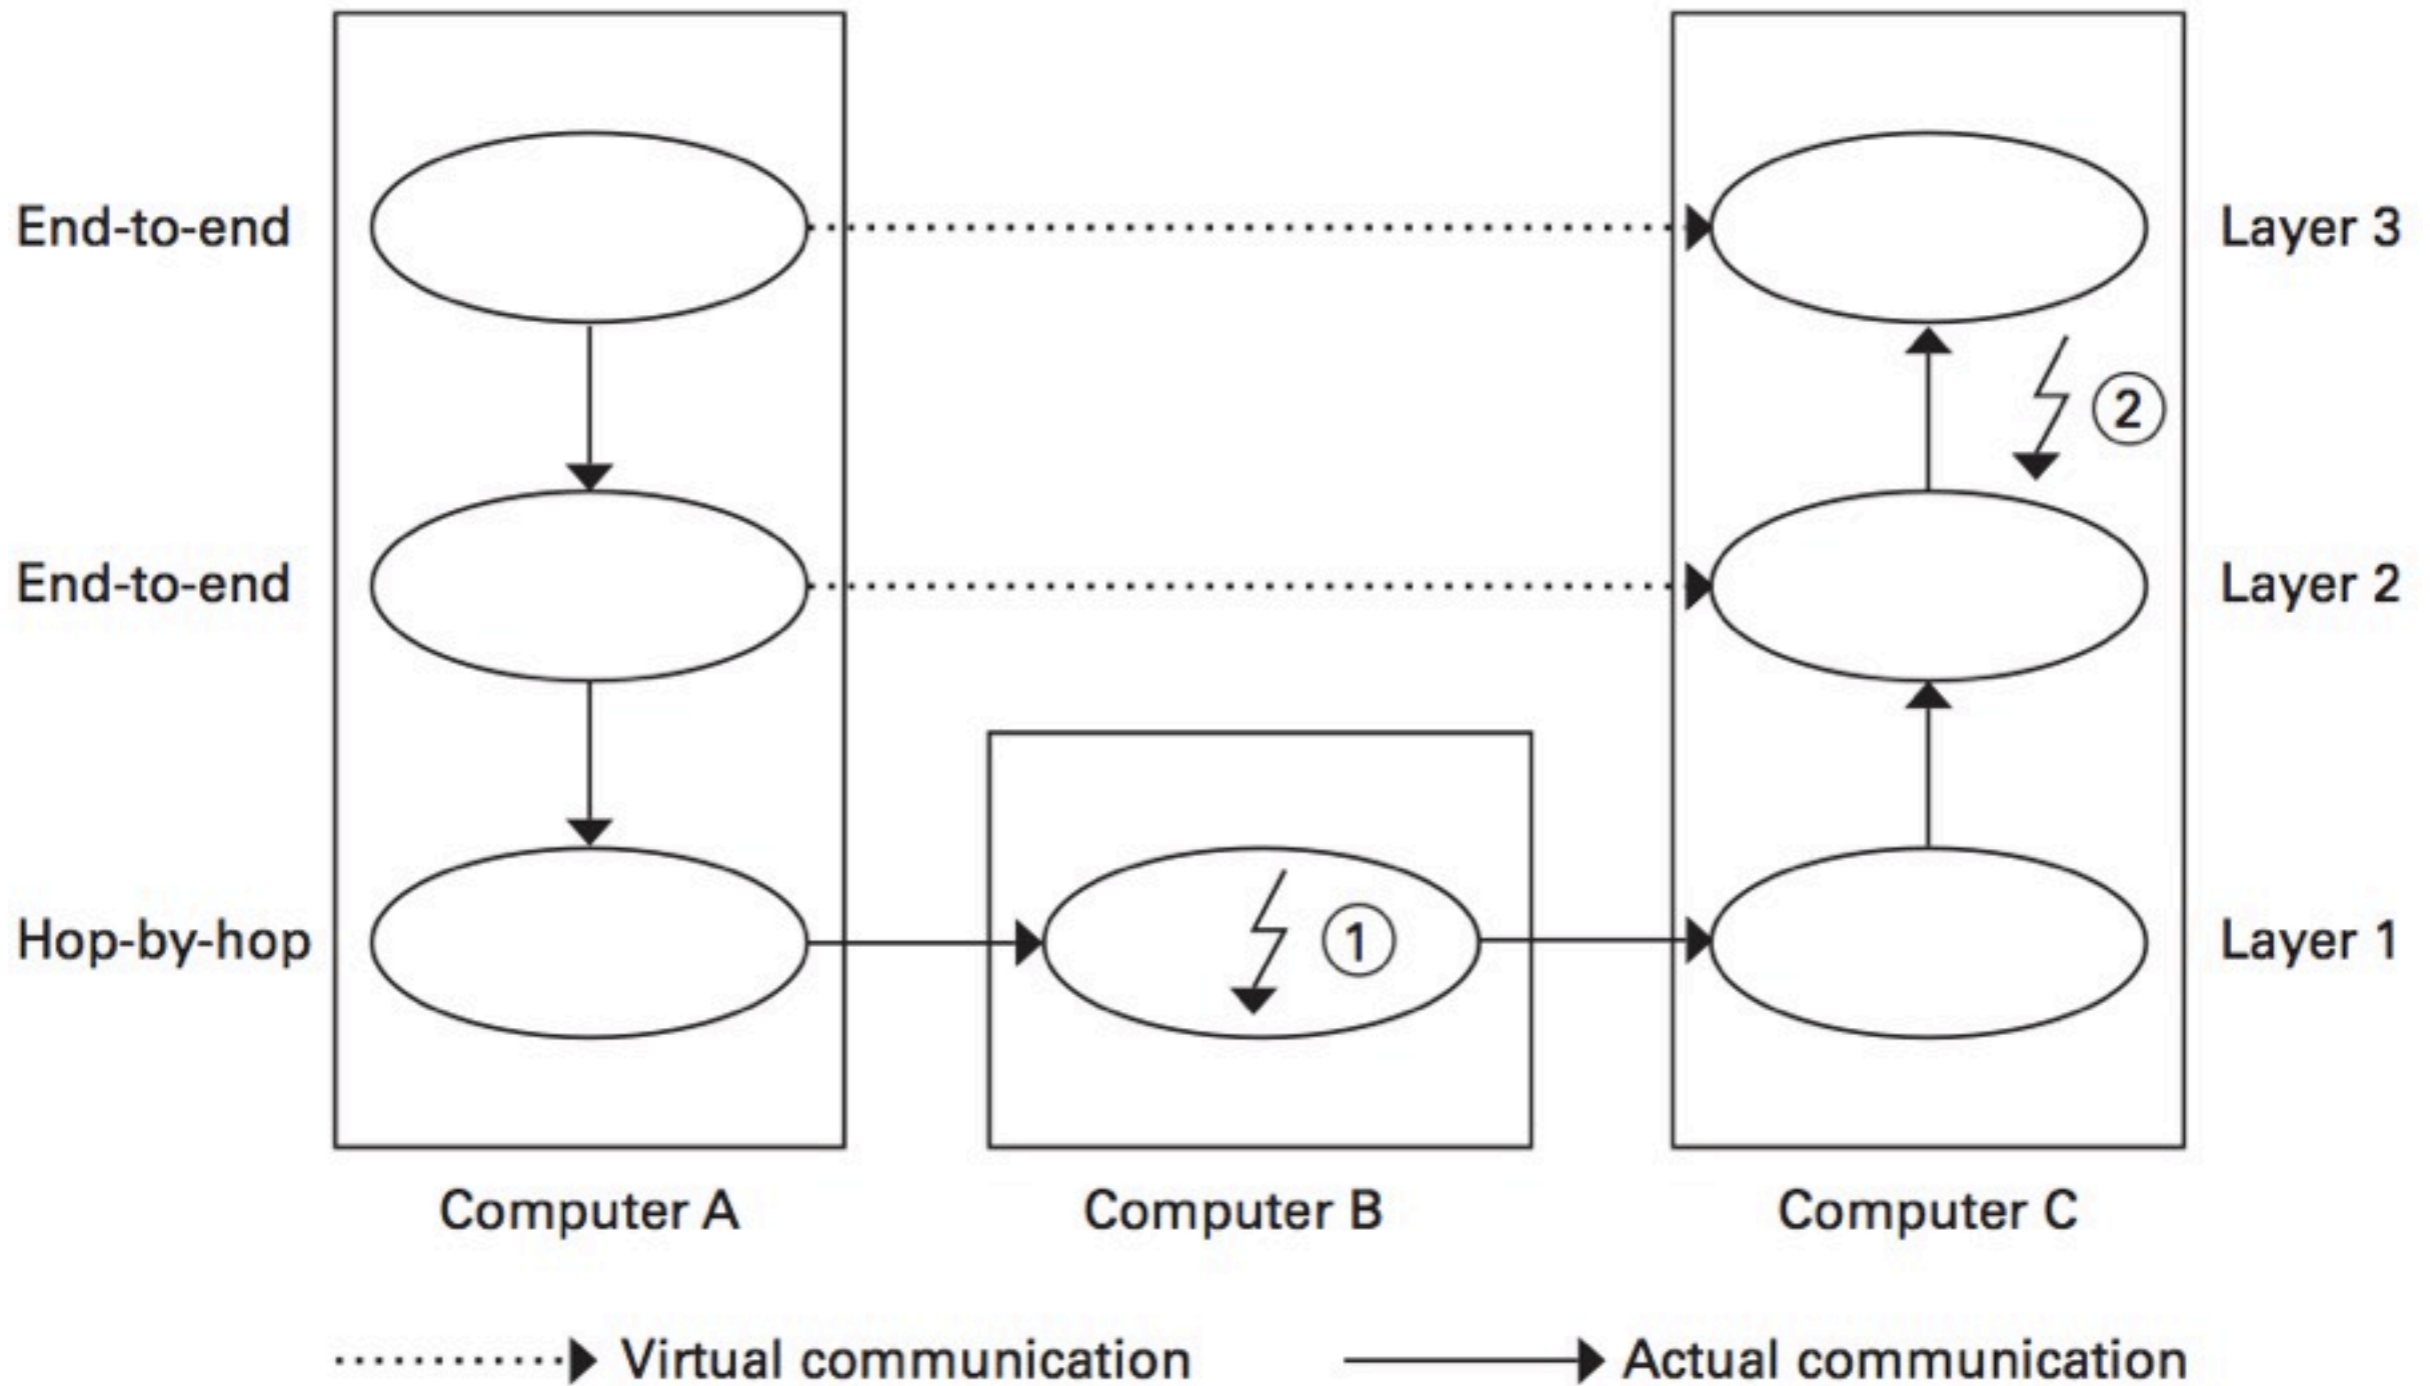 End-to-end
Layer 3
2
End-to-end
Layer 2
Hop-by-hop
1
Layer 1
Computer A
Computer B
Computer C
Virtual communication
Actual communication